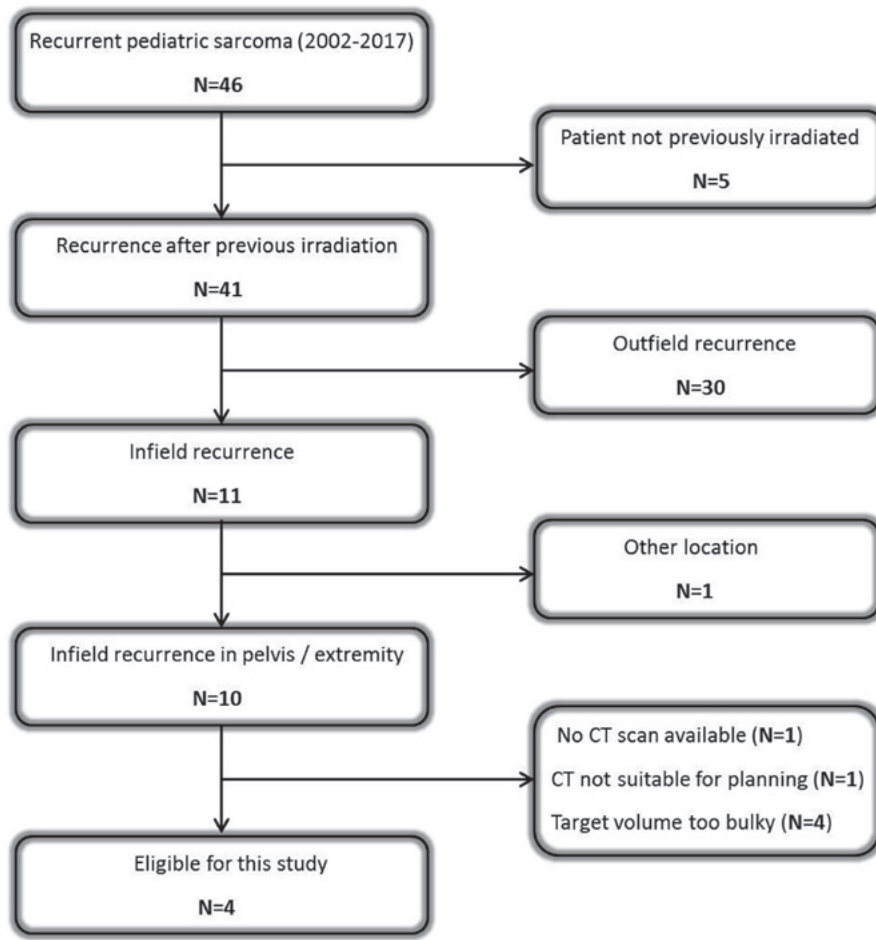 Recurrent pediatric sarcoma (2002-2017)
N=46
Patient not previously irradiated
N=5
Recurrence after previous irradiation
N=41
Outfield recurrence
N=30
Infield recurrence
N=11
Other location
N=1
Infield recurrence in pelvis / extremity
N=10
No CT scan available (N=1)
CT not suitable for planning (N=1)
Target volume too bulky (N=4)
Eligible for this study
N=4